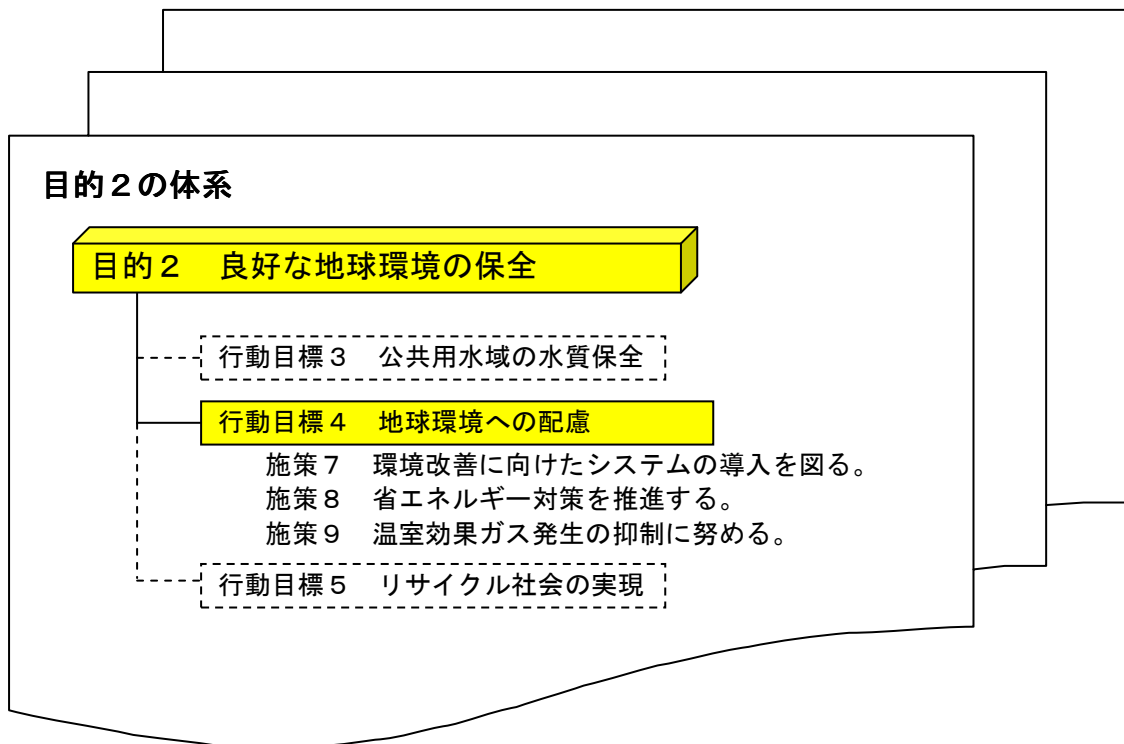 目的２の体系
目的２　良好な地球環境の保全
行動目標３　公共用水域の水質保全
行動目標４　地球環境への配慮
施策７　環境改善に向けたシステムの導入を図る。
施策８　省エネルギー対策を推進する。
施策９　温室効果ガス発生の抑制に努める。
行動目標５　リサイクル社会の実現